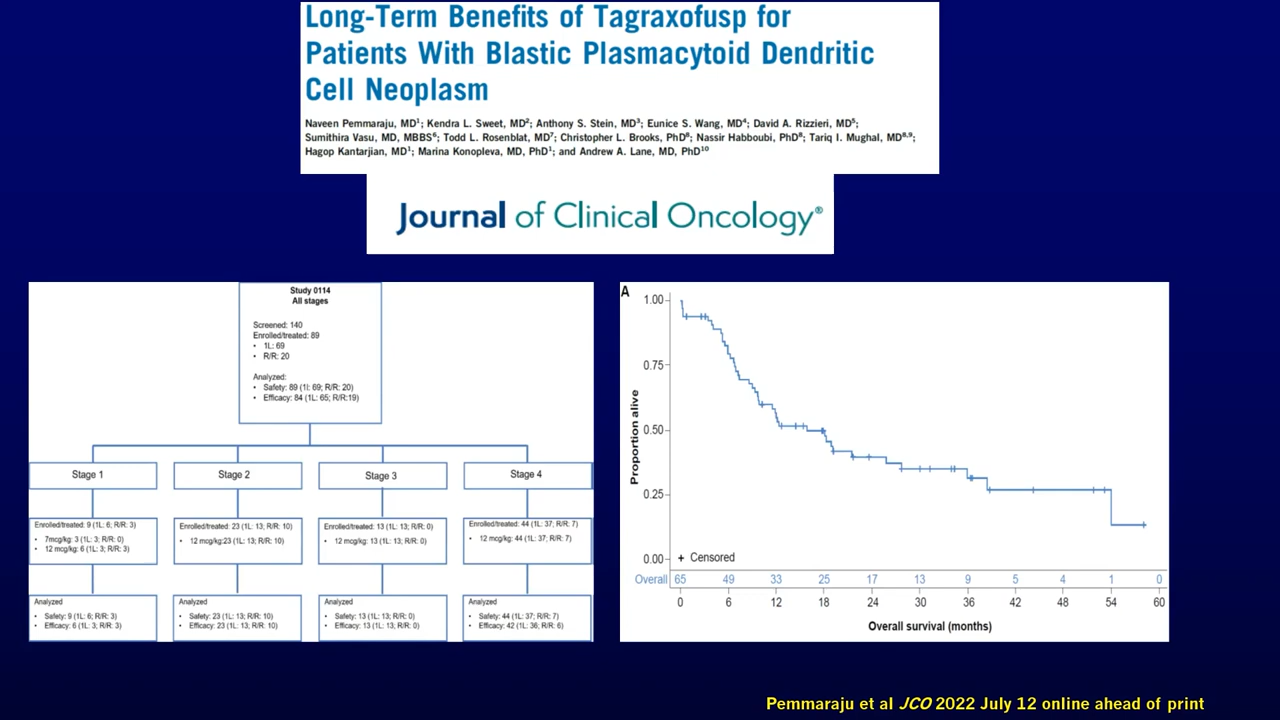 Long-Term Benefits of Tagraxofusp for
Patients With Blastic Plasmacytoid Dendritic
Cell Neoplasm
Naveen Pemmaraju, MD1; Kendra L. Sweet, MD2; Anthony S. Stein, MD3; Eunice S. Wang, MD4; David A. Rizzieri, MD5;
Sumithira Vasu, MD, MBBS6; Todd L. Rosenblat, MD7; Christopher L. Brooks, PhD8; Nassir Habboubi, PhD8; Tariq I. Mughal, MD8,9;
Hagop Kantarjian, MD1; Marina Konopleva, MD, PhD1; and Andrew A. Lane, MD, PhD10
Journal of Clinical Oncology®
Study 0114
All stages
Screened: 140
Enrolled/treated: 89
• 1L: 69
• R/R: 20
Analyzed:
• Safety: 89 (1l: 69; R/R: 20)
• Efficacy: 84 (1L: 65; R/R:19)
Stage 1
Stage 2
Stage 3
Stage 4
Enrolled/treated: 9 (1L: 6; R/R: 3)
• 7mcg/kg: 3 (1L: 3; R/R: 0)
• 12 mcg/kg: 6 (1L: 3; R/R: 3)
Enrolled/treated: 23 (1L: 13; R/R: 10)
• 12 mcg/kg:23 (1L: 13; R/R: 10)
Enrolled/treated: 13 (1L: 13; R/R: 0)
• 12 mcg/kg: 13 (1L: 13; R/R: 0)
Enrolled/treated: 44 (1L: 37; R/R: 7)
• 12 mcg/kg: 44 (1L: 37; R/R: 7)
Analyzed
• Safety: 9 (1L: 6; R/R: 3)
• Efficacy: 6 (1L: 3; R/R: 3)
Analyzed
• Safety: 23 (1L: 13; R/R: 10)
• Efficacy: 23 (1L: 13; R/R: 10)
Analyzed
• Safety: 13 (1L: 13; R/R: 0)
• Efficacy: 13 (1L: 13; R/R: 0)
Analyzed
• Safety: 44 (1L: 37; R/R: 7)
• Efficacy: 42 (1L: 36; R/R: 6)
A
Proportion alive
1.00
0.75
0.50
0.25
0.00
+ Censored
Overall 65 49 33 25 17 13 9 5 4 1 0
0 6 12 18 24 30 36 42 48 54 60
Overall survival (months)
Pemmaraju et al JCO 2022 July 12 online ahead of print